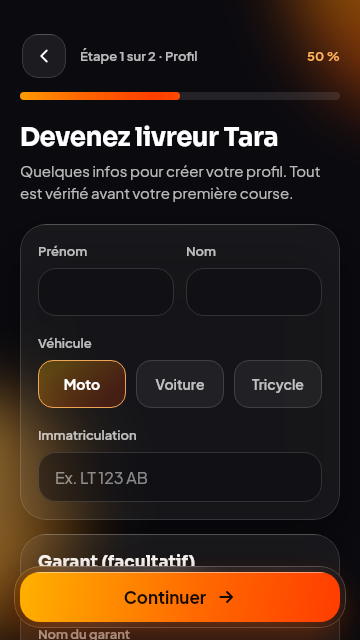 Étape 1 sur 2 · Profil
50 %
Devenez livreur Tara
Quelques infos pour créer votre profil. Tout
est vérifié avant votre première course.
Prénom
Nom
Véhicule
Moto
Voiture
Tricycle
Immatriculation
Ex. LT 123 AB
Garant (facultatif)
Continuer →
Nom du garant